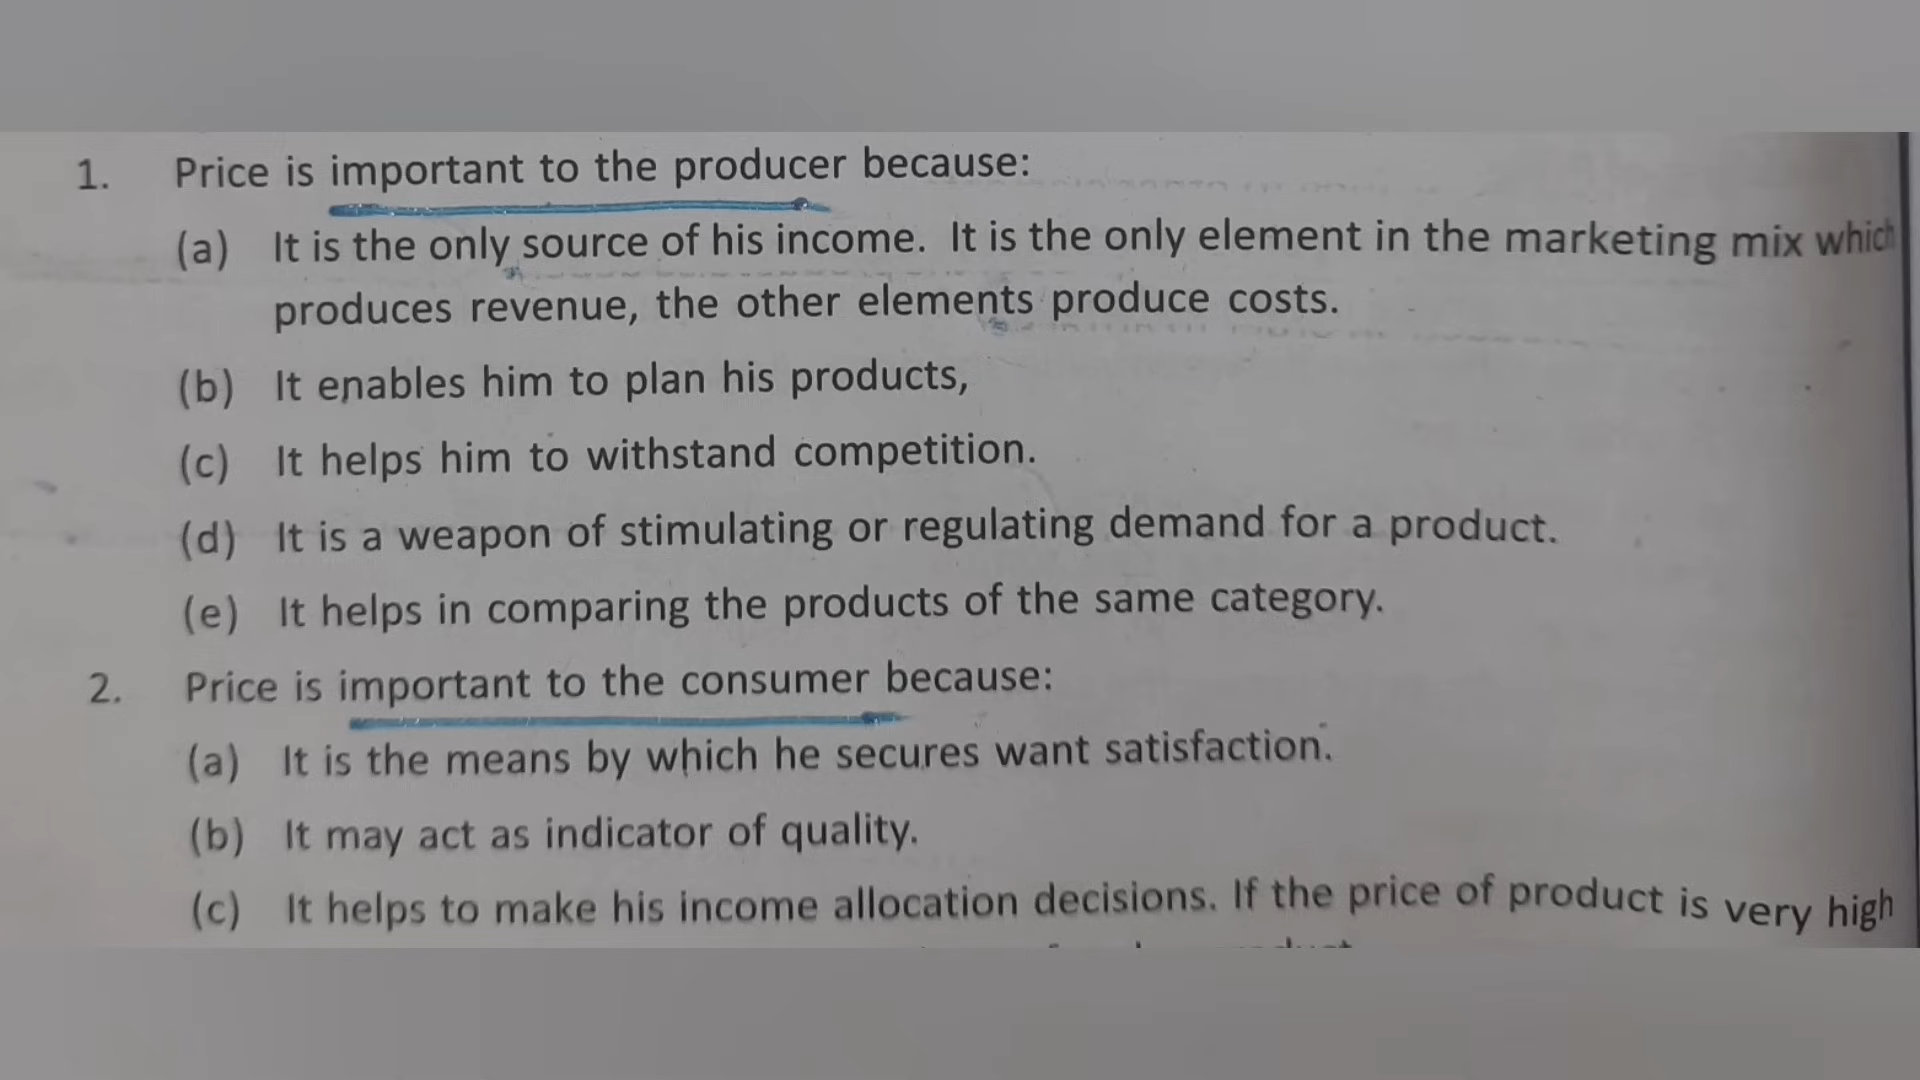 1. Price is important to the producer because:
(a) It is the only source of his income. It is the only element in the marketing mix which
produces revenue, the other elements produce costs.
(b) It enables him to plan his products,
(c) It helps him to withstand competition.
(d) It is a weapon of stimulating or regulating demand for a product.
(e) It helps in comparing the products of the same category.
2. Price is important to the consumer because:
(a) It is the means by which he secures want satisfaction.
(b) It may act as indicator of quality.
(c) It helps to make his income allocation decisions. If the price of product is very high